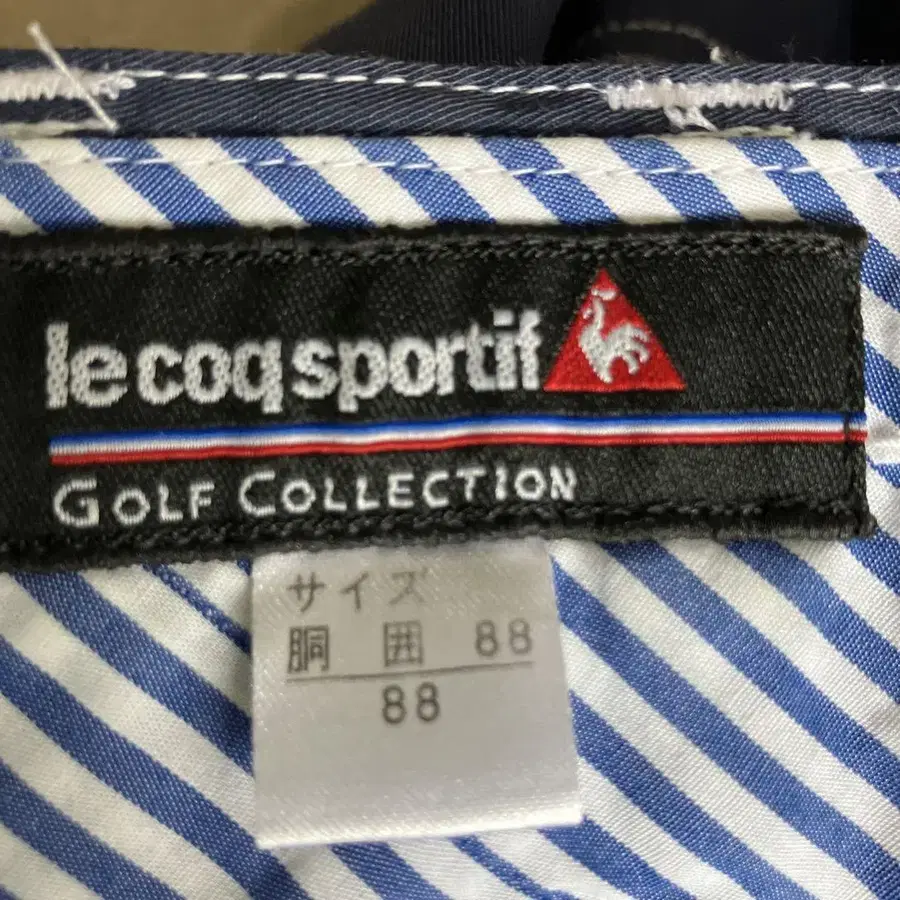 le coq sportif
GOLF COLLECTION
サイズ
胴囲 88
88